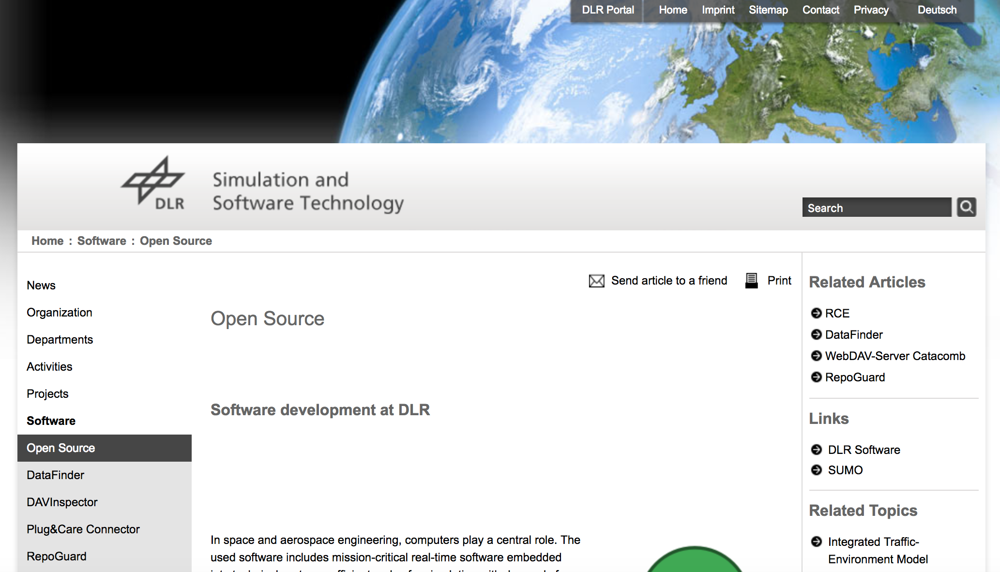 DLR Portal Home Imprint Sitemap Contact Privacy Deutsch
DLR
Simulation and
Software Technology
Search
Home : Software : Open Source
News
Organization
Departments
Activities
Projects
Software
Open Source
DataFinder
DAVInspector
Plug&Care Connector
RepoGuard
Send article to a friend Print
Open Source
Software development at DLR
In space and aerospace engineering, computers play a central role. The
used software includes mission-critical real-time software embedded
Related Articles
RCE
DataFinder
WebDAV-Server Catacomb
RepoGuard
Links
DLR Software
SUMO
Related Topics
Integrated Traffic-
Environment Model